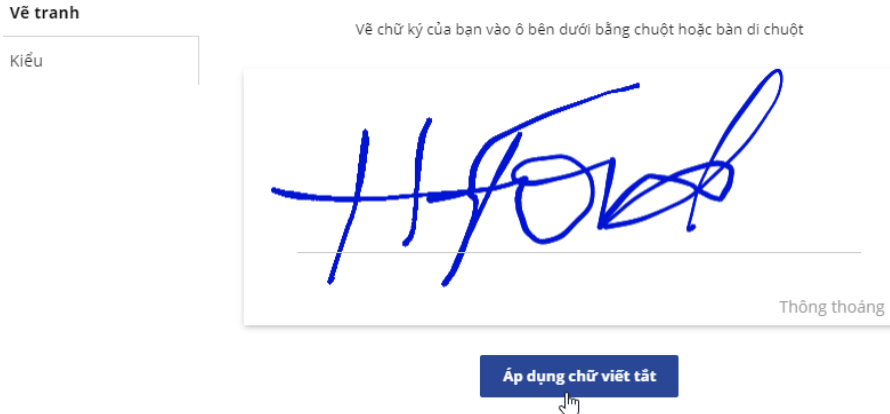 Vẽ tranh
Vẽ chữ ký của bạn vào ô bên dưới bằng chuột hoặc bàn di chuột
Kiểu
H Ford
Thông thoáng
Áp dụng chữ viết tắt